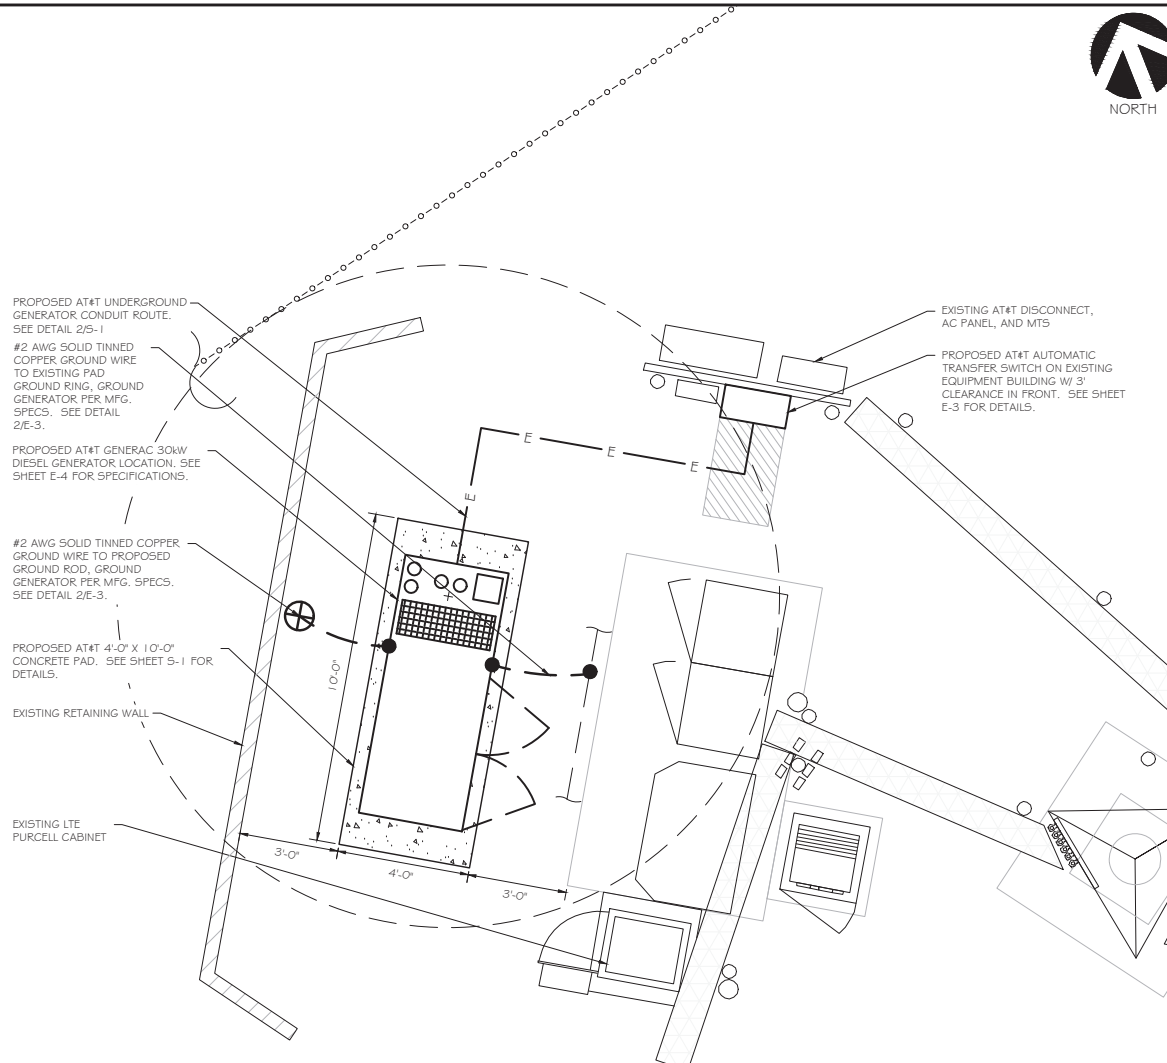 NORTH
PROPOSED AT&T UNDERGROUND
GENERATOR CONDUIT ROUTE.
SEE DETAIL 2/S-1
#2 AWG SOLID TINNED
COPPER GROUND WIRE
TO EXISTING PAD
GROUND RING, GROUND
GENERATOR PER MFG.
SPECS. SEE DETAIL
2/E-3.
PROPOSED AT&T GENERAC 30kW
DIESEL GENERATOR LOCATION. SEE
SHEET E-4 FOR SPECIFICATIONS.
#2 AWG SOLID TINNED COPPER
GROUND WIRE TO PROPOSED
GROUND ROD, GROUND
GENERATOR PER MFG. SPECS.
SEE DETAIL 2/E-3.
PROPOSED AT&T 4'-0" X 10'-0"
CONCRETE PAD. SEE SHEET S-1 FOR
DETAILS.
EXISTING RETAINING WALL
EXISTING LTE
PURCELL CABINET
EXISTING AT&T DISCONNECT,
AC PANEL, AND MTS
PROPOSED AT&T AUTOMATIC
TRANSFER SWITCH ON EXISTING
EQUIPMENT BUILDING W/ 3'
CLEARANCE IN FRONT. SEE SHEET
E-3 FOR DETAILS.
E
E
E
E
10'-0"
3'-0"
4'-0"
3'-0"